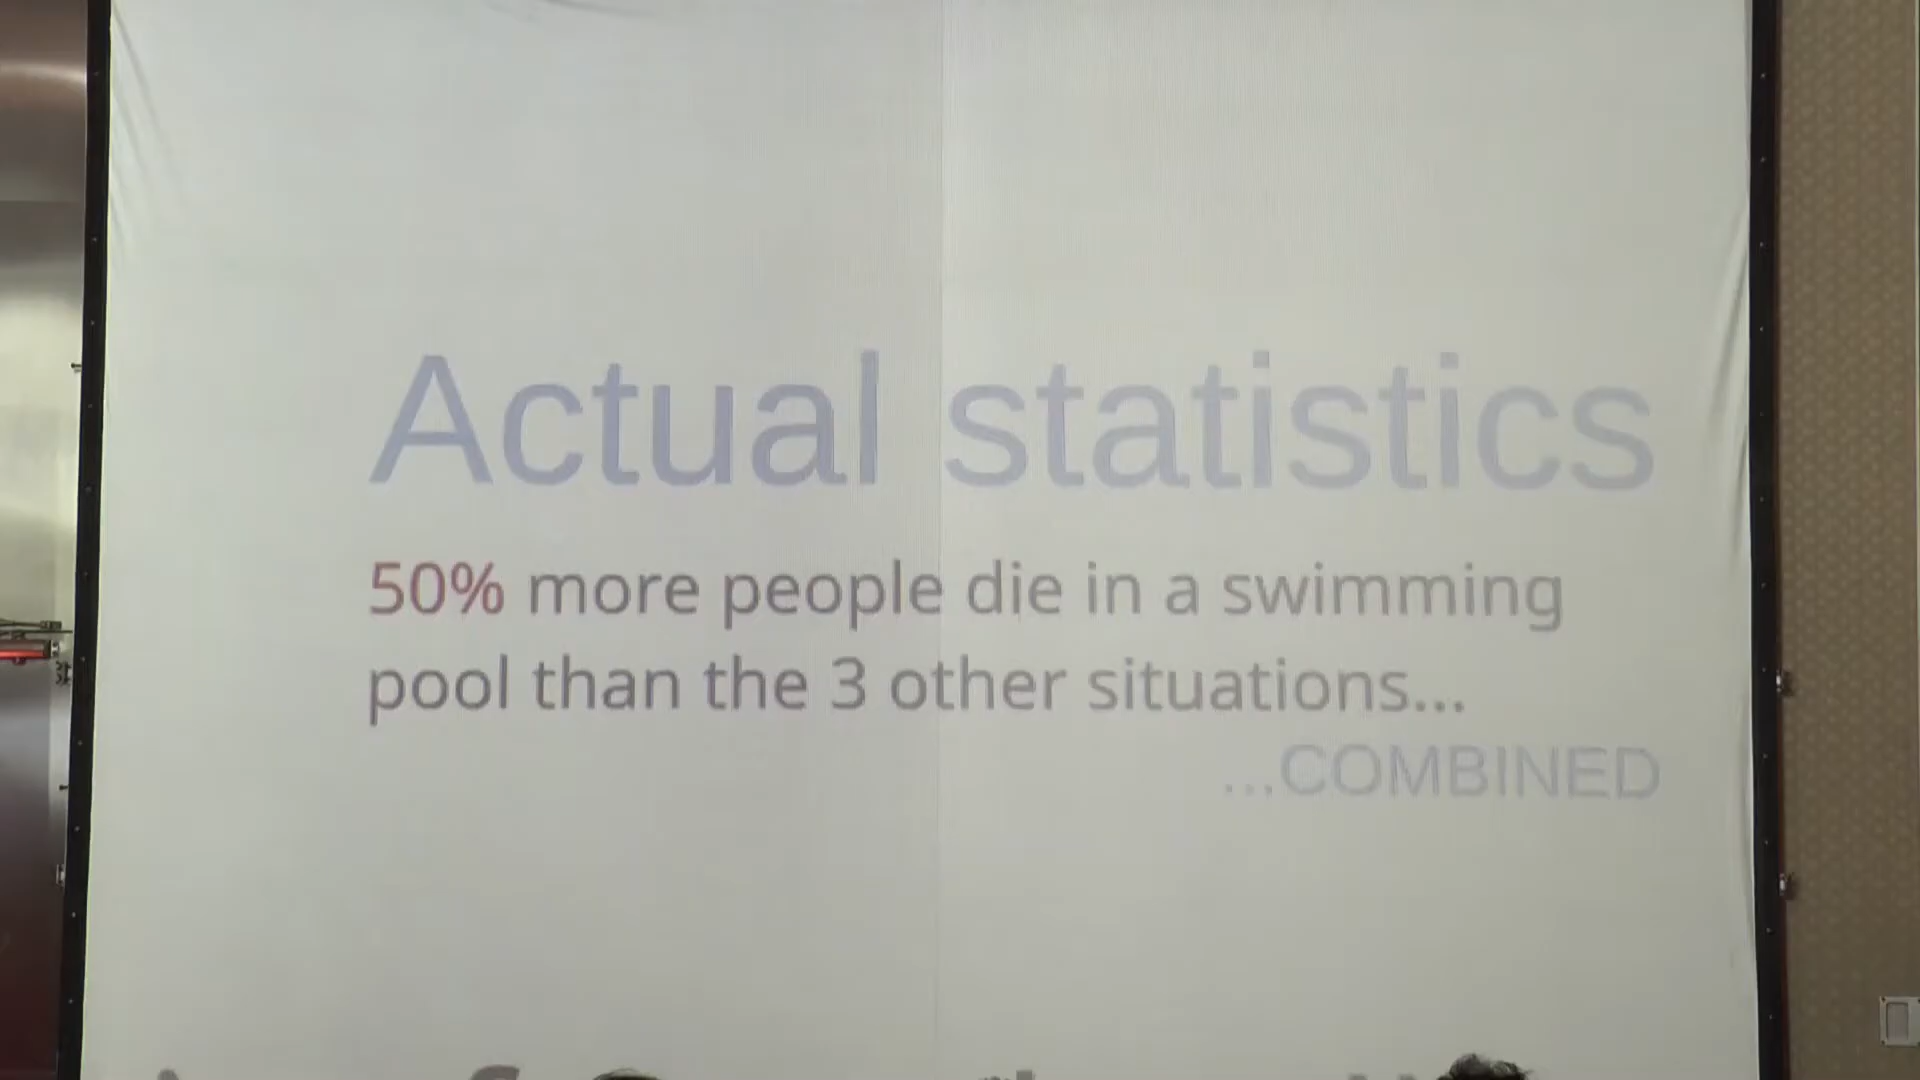 Actual statistics
50% more people die in a swimming
pool than the 3 other situations...
...COMBINED